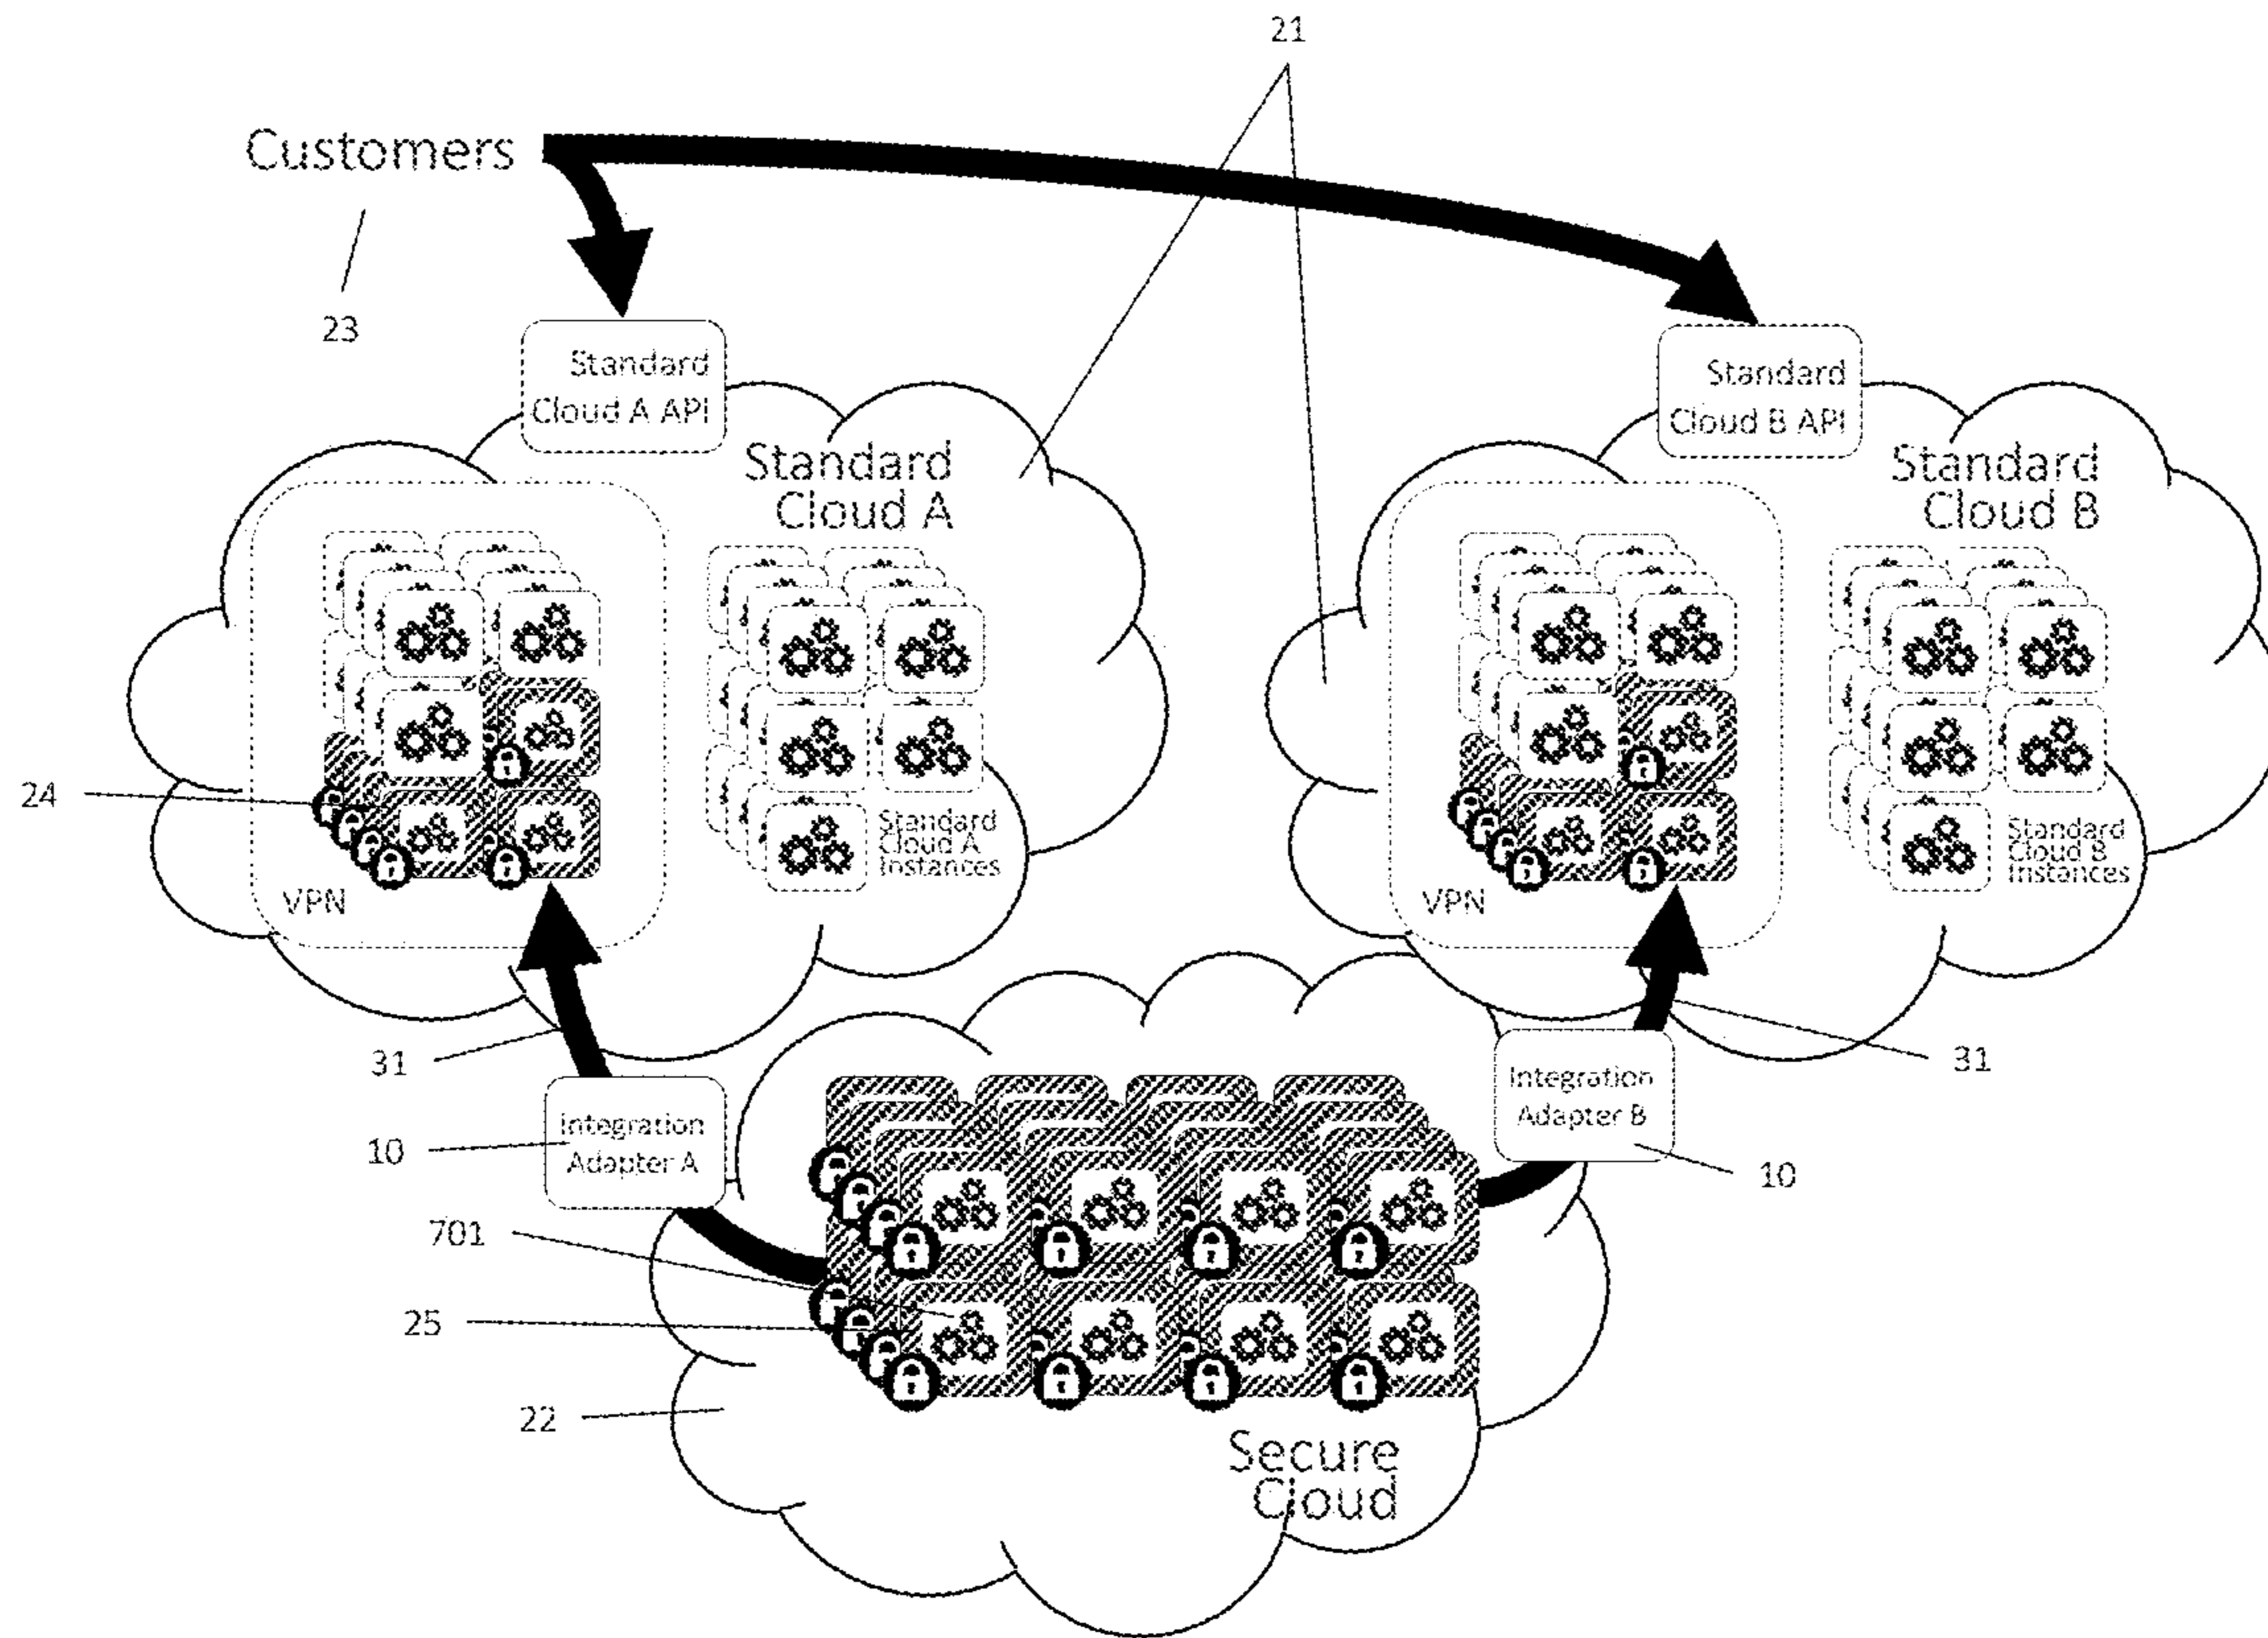 21
Customers
23
Standard
Cloud A API
Standard
Cloud B API
Standard
Cloud A
Standard
Cloud B
24
Standard
Cloud A
Instances
Standard
Cloud B
Instances
VPN
VPN
31
31
Integration
Adapter A
Integration
Adapter B
10
10
701
25
22
Secure
Cloud